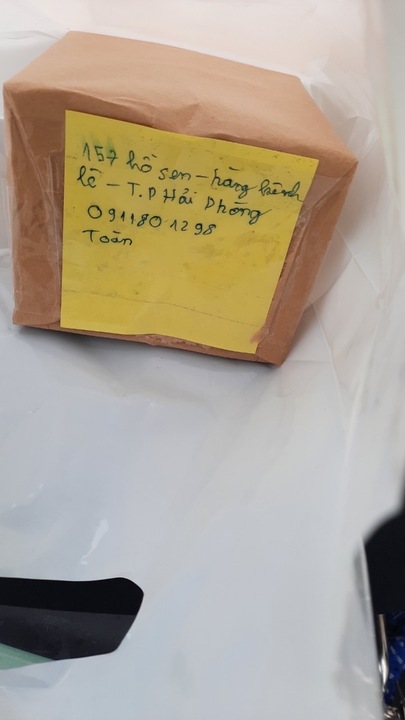 157 hồ sen - hàng kênh
lê - T.P Hải Phòng
0911801298
Toàn